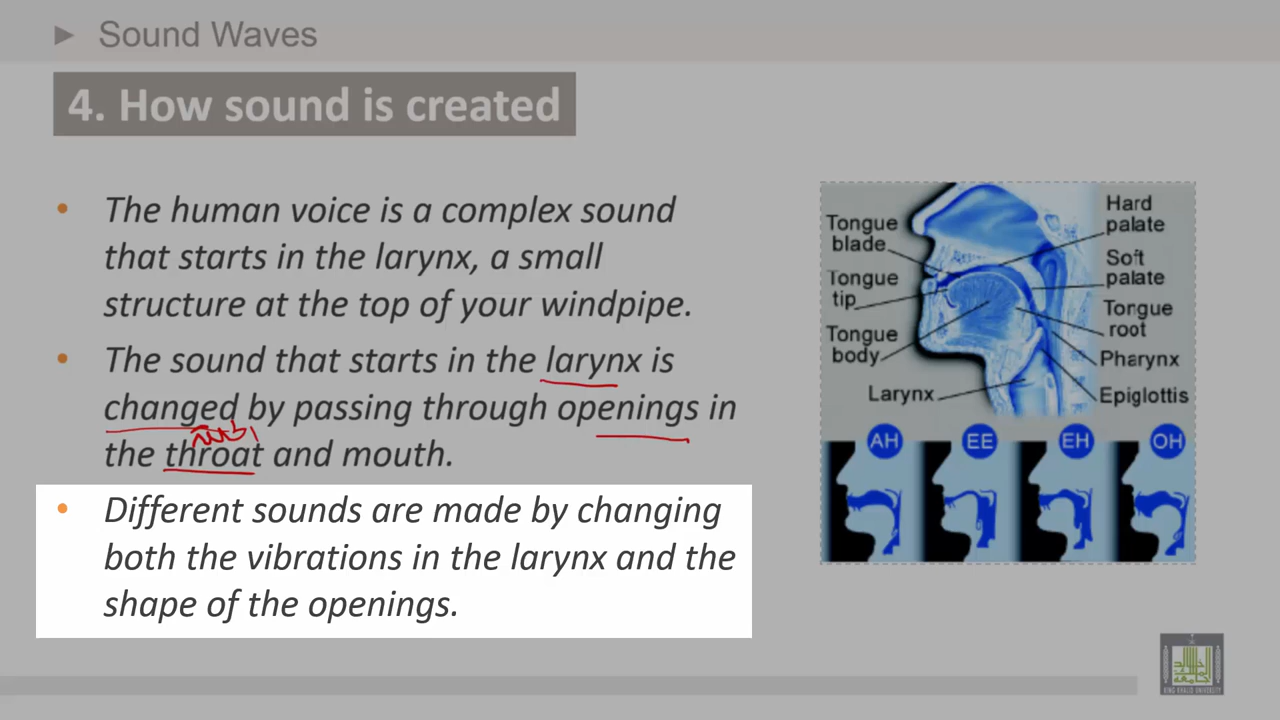 ► Sound Waves
4. How sound is created
• The human voice is a complex sound
that starts in the larynx, a small
structure at the top of your windpipe.
• The sound that starts in the larynx is
changed by passing through openings in
the throat and mouth.
• Different sounds are made by changing
both the vibrations in the larynx and the
shape of the openings.
Tongue
blade
Tongue
tip
Tongue
body
Larynx
Hard
palate
Soft
palate
Tongue
root
Pharynx
Epiglottis
AH EE EH OH
KING KHALID UNIVERSITY